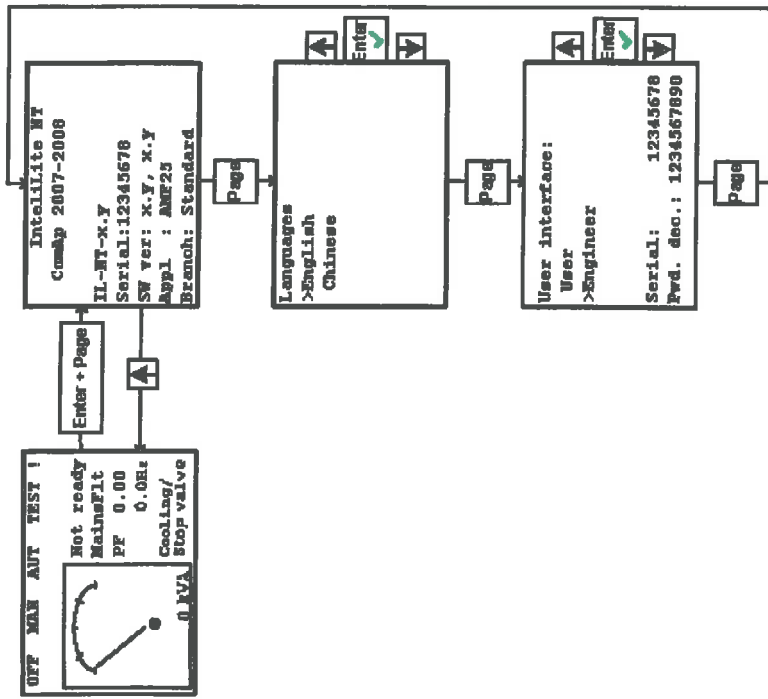 OFF MAN AUT TEST !
Not ready
MainsFlt
PF 0.00
0.0Hz
Cooling/
Stop valve
0 kVA
Enter + Page
InteliLite NT
ComAp 2007-2008
IL-NT-x.y
Serial:12345678
SW ver: x.y, x.y
Appl : AMF25
Branch: Standard
Page
Languages
>English
Chinese
Enter
Page
User interface:
User
>Engineer
Serial: 12345678
Pwd. dec.: 1234567890
Enter
Page